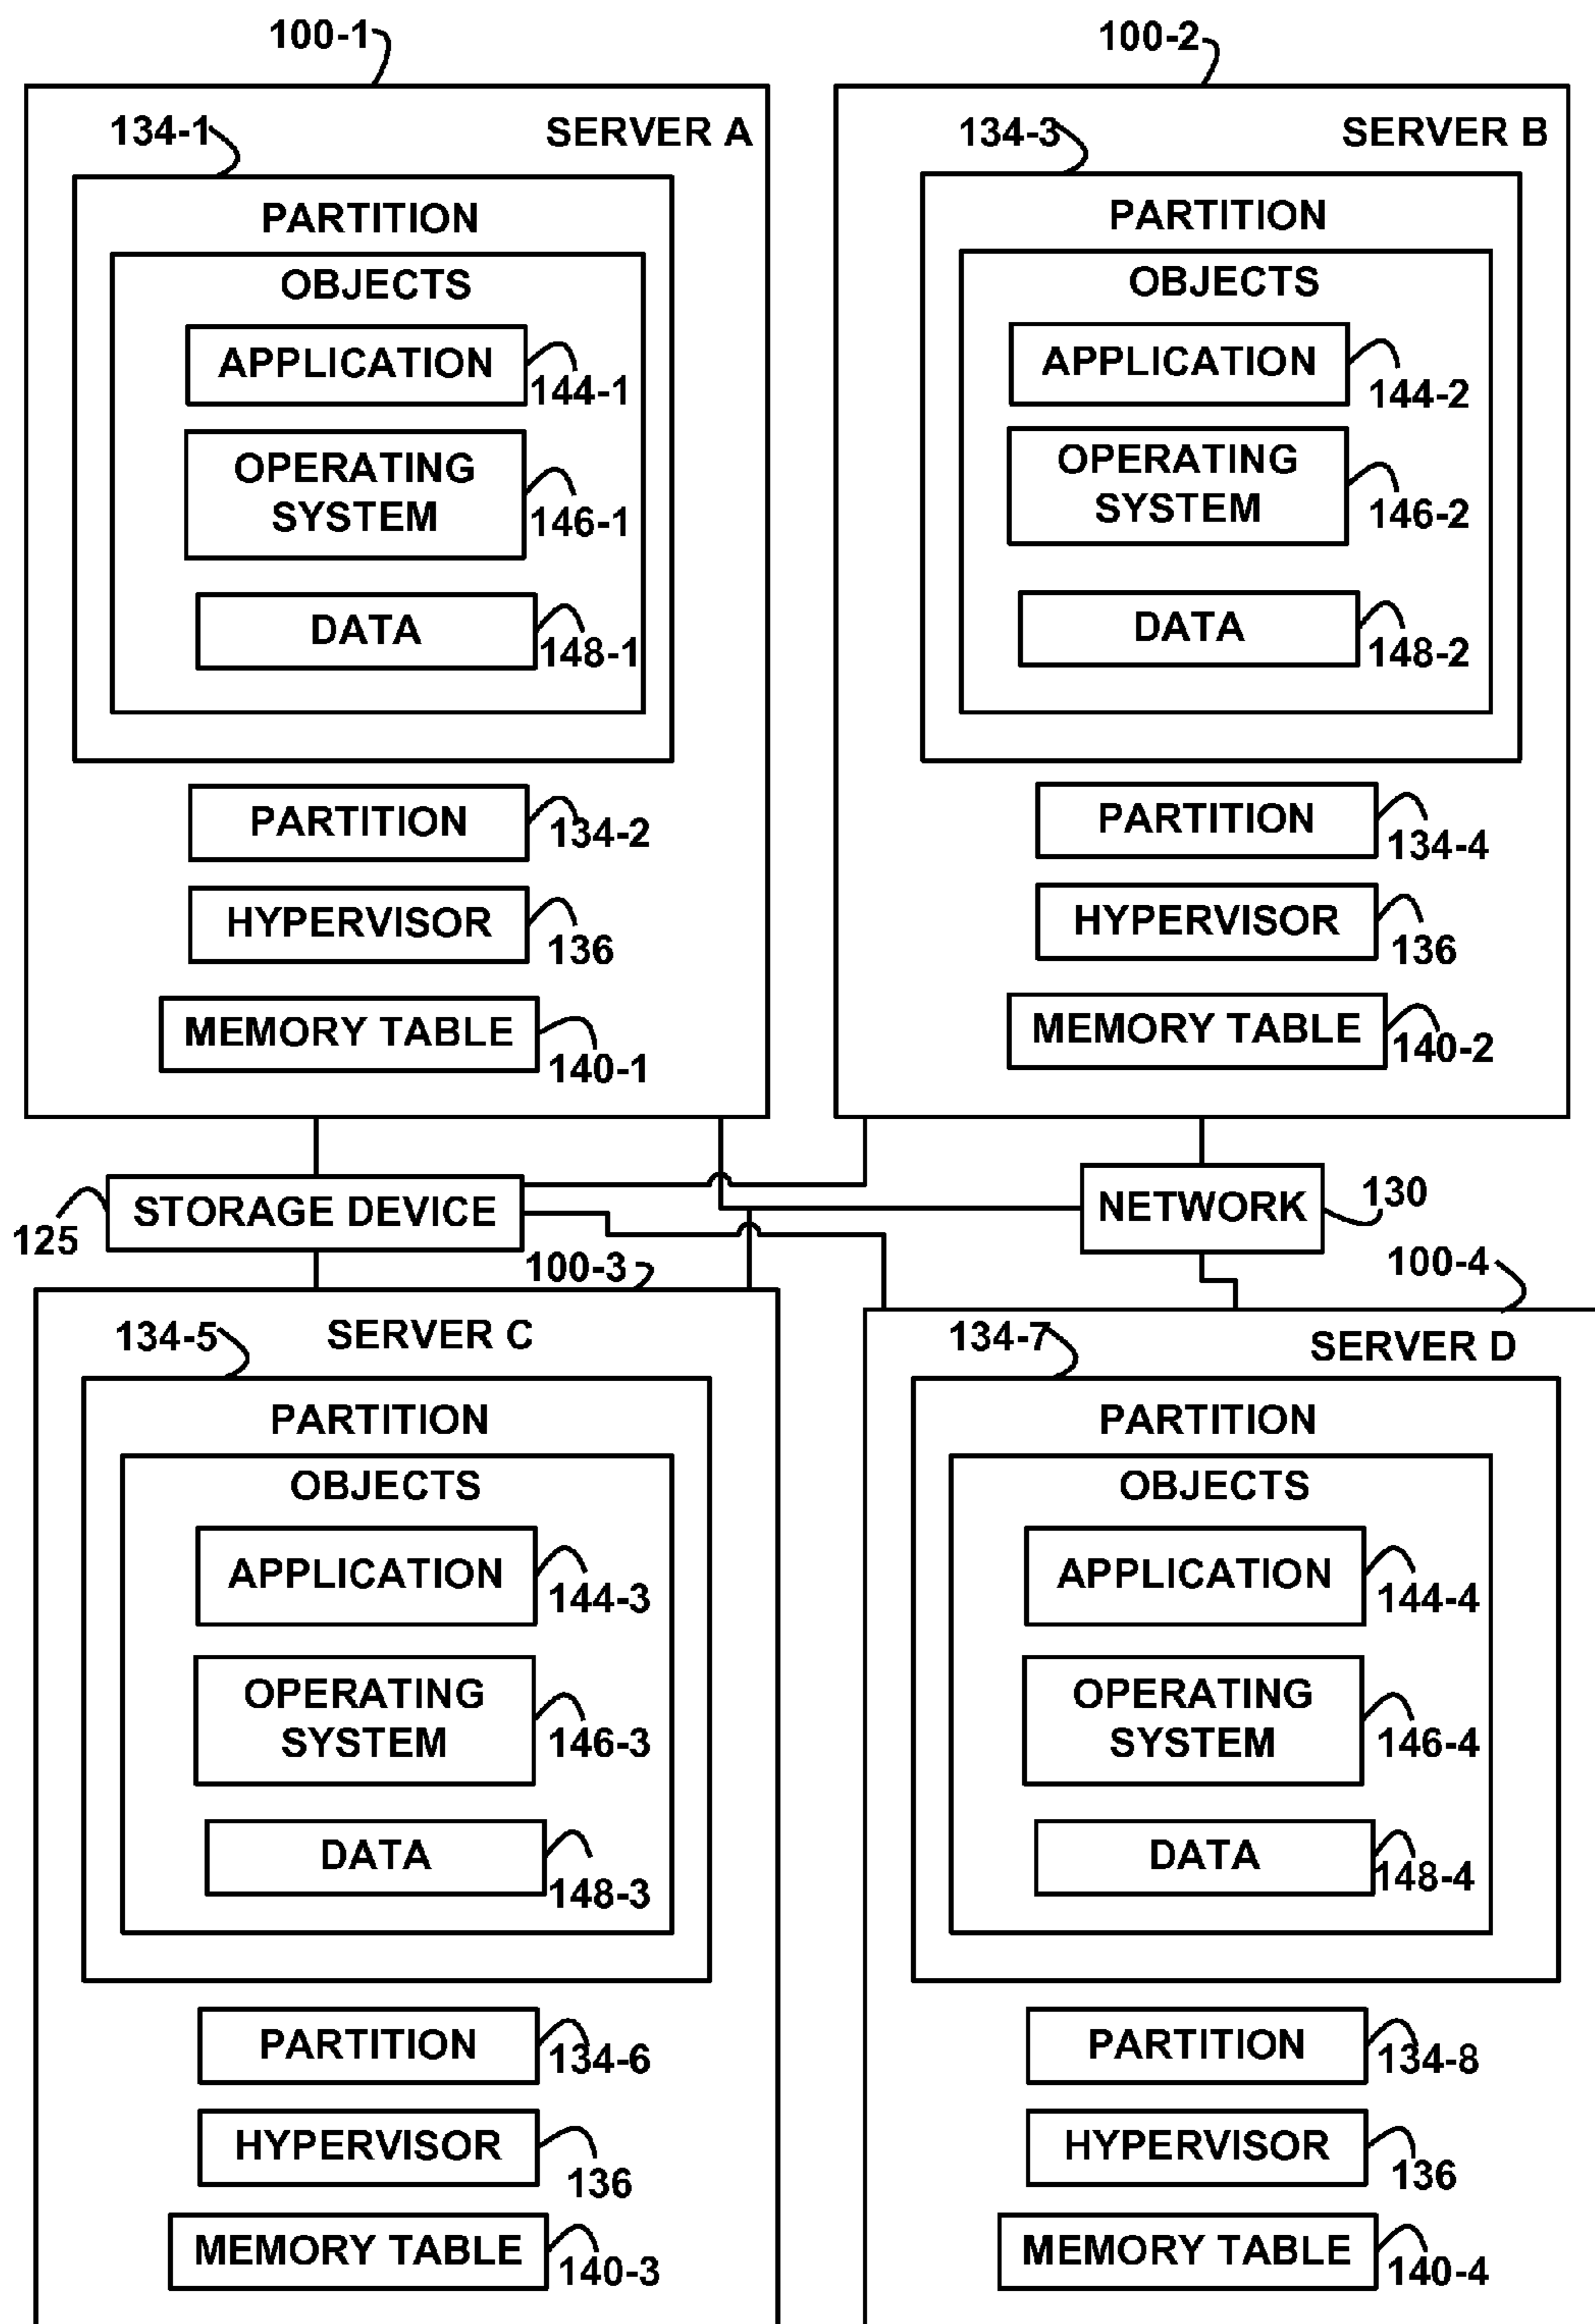 100-1
SERVER A
134-1
PARTITION
OBJECTS
APPLICATION
144-1
OPERATING
SYSTEM
146-1
DATA
148-1
PARTITION
134-2
HYPERVISOR
136
MEMORY TABLE
140-1
100-2
SERVER B
134-3
PARTITION
OBJECTS
APPLICATION
144-2
OPERATING
SYSTEM
146-2
DATA
148-2
PARTITION
134-4
HYPERVISOR
136
MEMORY TABLE
140-2
STORAGE DEVICE
125
NETWORK
130
100-3
SERVER C
134-5
PARTITION
OBJECTS
APPLICATION
144-3
OPERATING
SYSTEM
146-3
DATA
148-3
PARTITION
134-6
HYPERVISOR
136
MEMORY TABLE
140-3
100-4
SERVER D
134-7
PARTITION
OBJECTS
APPLICATION
144-4
OPERATING
SYSTEM
146-4
DATA
148-4
PARTITION
134-8
HYPERVISOR
136
MEMORY TABLE
140-4